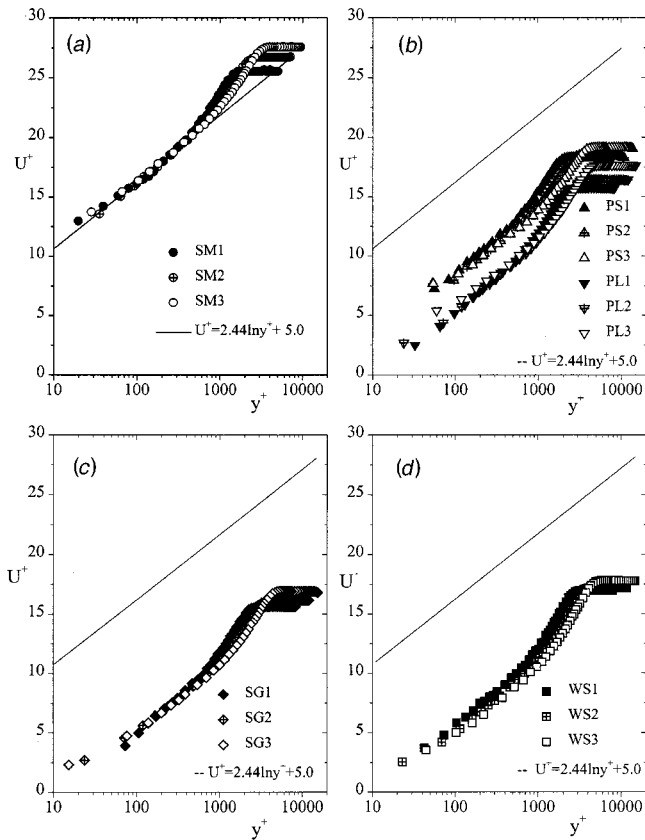 30
(a)
25
20
U⁺
15
10
SM1
SM2
5
SM3
U⁺=2.44lny⁺+ 5.0
0
10 100 1000 10000
y⁺
30
(b)
25
20
U⁺
15
PS1
PS2
10
PS3
PL1
5
PL2
PL3
-- U⁺=2.44lny⁺+5.0
0
10 100 1000 10000
y⁺
30
(c)
25
20
U⁺
15
10
SG1
SG2
5
SG3
-- U⁺=2.44lny⁺+5.0
0
10 100 1000 10000
y⁺
30
(d)
25
20
U⁺
15
10
WS1
WS2
5
WS3
-- U⁺=2.44lny⁺+5.0
0
10 100 1000 10000
y⁺